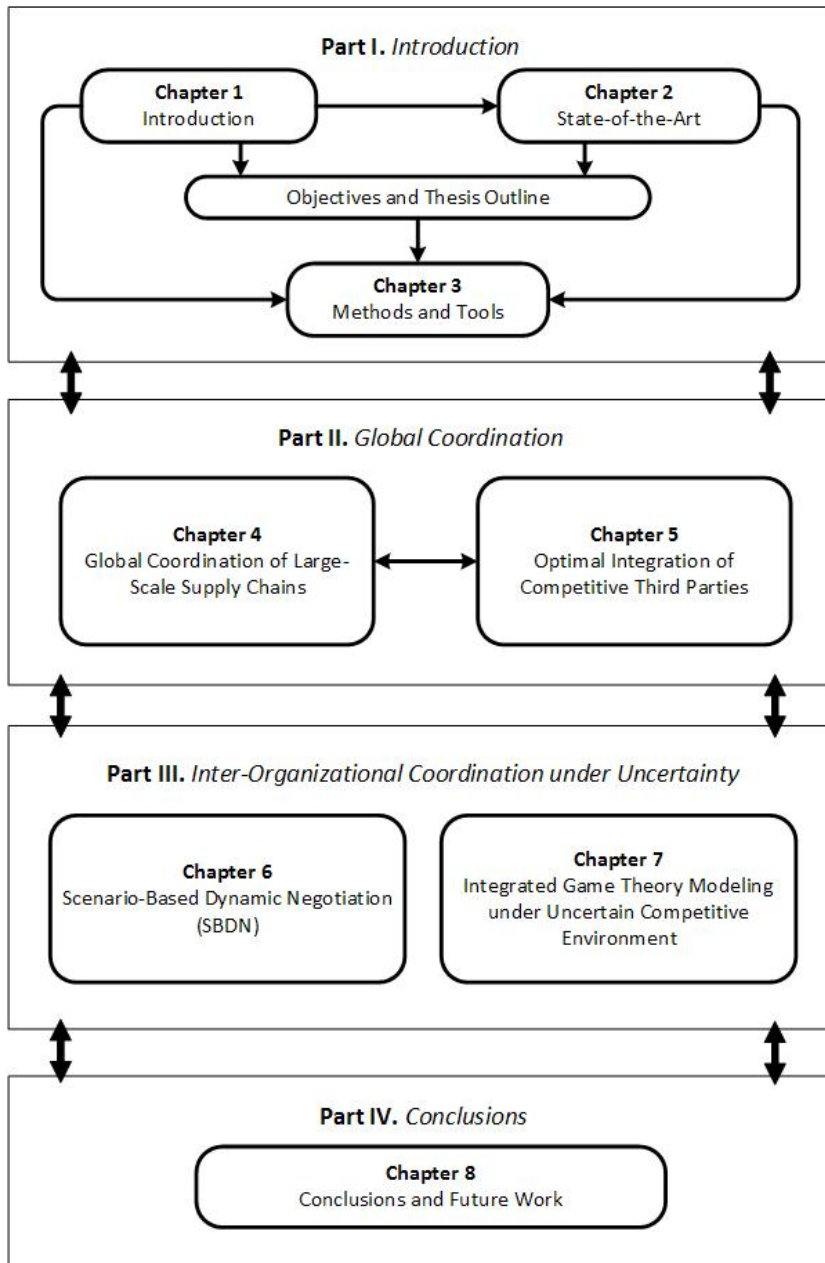 Part I. Introduction
Chapter 1
Introduction
Chapter 2
State-of-the-Art
Objectives and Thesis Outline
Chapter 3
Methods and Tools
Part II. Global Coordination
Chapter 4
Global Coordination of Large-
Scale Supply Chains
Chapter 5
Optimal Integration of
Competitive Third Parties
Part III. Inter-Organizational Coordination under Uncertainty
Chapter 6
Scenario-Based Dynamic Negotiation
(SBDN)
Chapter 7
Integrated Game Theory Modeling
under Uncertain Competitive
Environment
Part IV. Conclusions
Chapter 8
Conclusions and Future Work